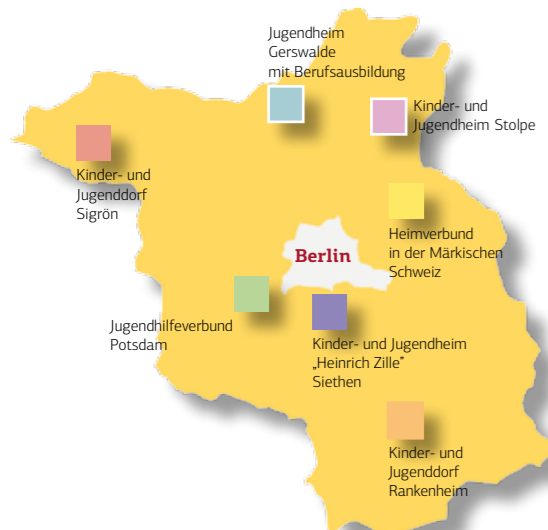 Jugendheim
Gerswalde
mit Berufsausbildung
Kinder- und
Jugendheim Stolpe
Kinder- und
Jugenddorf
Sigrön
Heimverbund
in der Märkischen
Schweiz
Berlin
Jugendhilfeverbund
Potsdam
Kinder- und Jugendheim
„Heinrich Zille"
Siethen
Kinder- und
Jugenddorf
Rankenheim